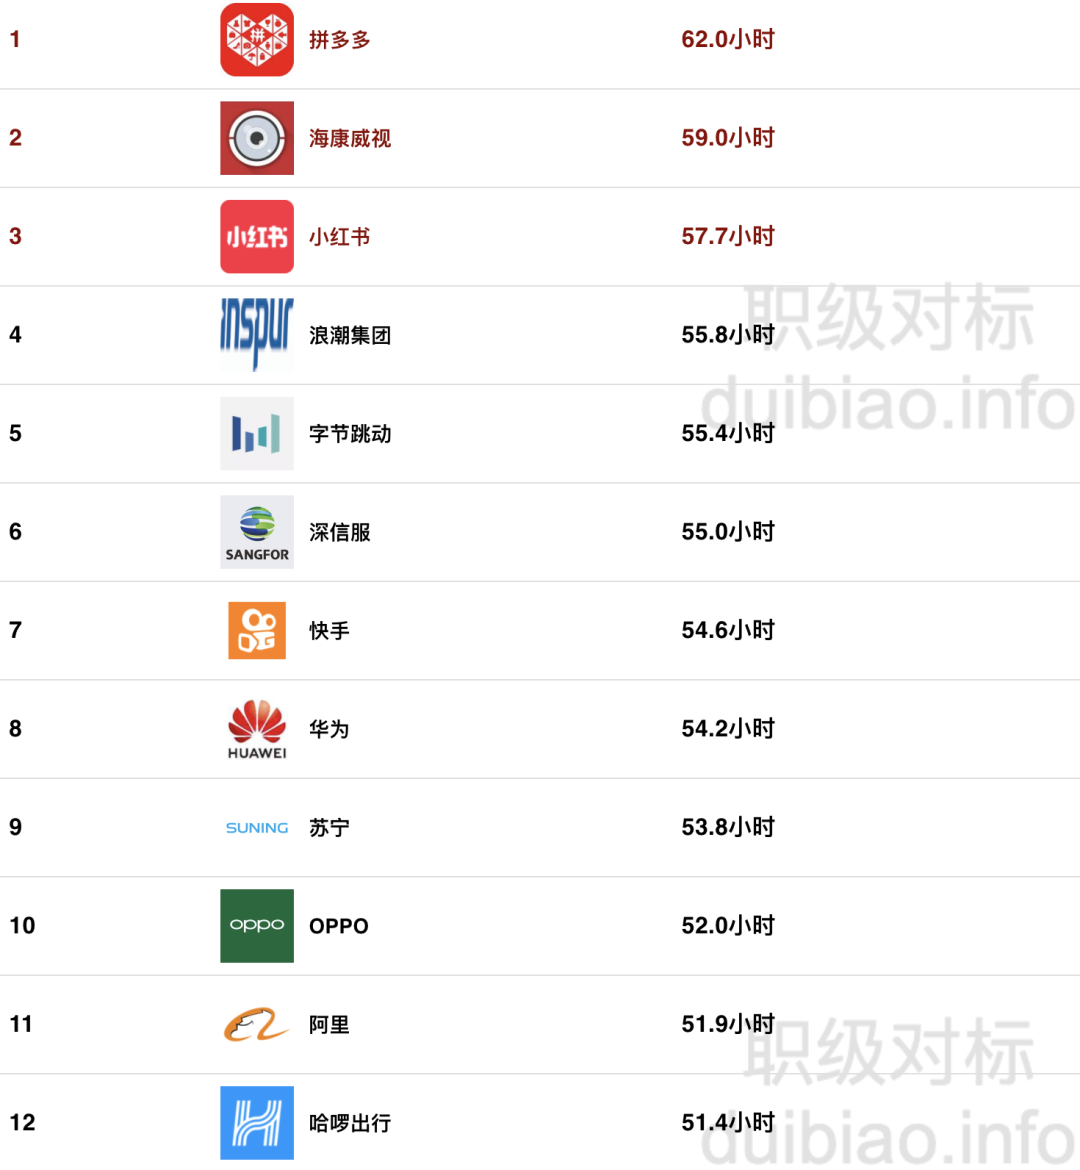 1 拼 拼多多 62.0小时
2 海康威视 59.0小时
3 小红书 小红书 57.7小时
职级对标
4 inspur 浪潮集团 55.8小时
duibiao.info
5 字节跳动 55.4小时
6 SANGFOR 深信服 55.0小时
7 快手 54.6小时
8 HUAWEI 华为 54.2小时
9 SUNING 苏宁 53.8小时
10 oppo OPPO 52.0小时
11 阿里 51.9小时
职级对标
12 哈啰出行 51.4小时
duibiao.info